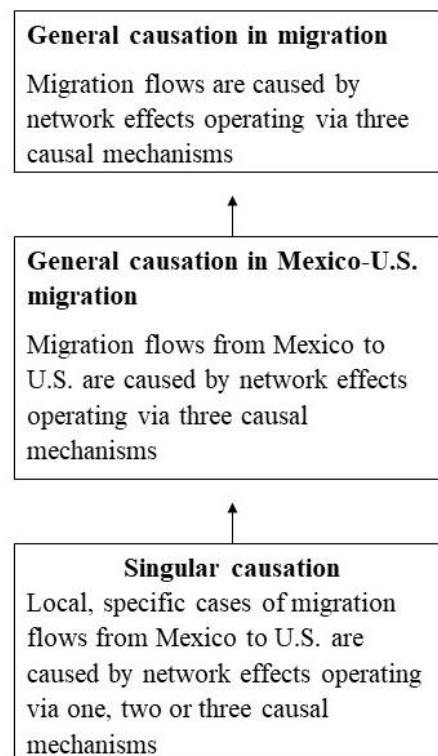 General causation in migration
Migration flows are caused by
network effects operating via three
causal mechanisms
General causation in Mexico-U.S.
migration
Migration flows from Mexico to
U.S. are caused by network effects
operating via three causal
mechanisms
Singular causation
Local, specific cases of migration
flows from Mexico to U.S. are
caused by network effects operating
via one, two or three causal
mechanisms